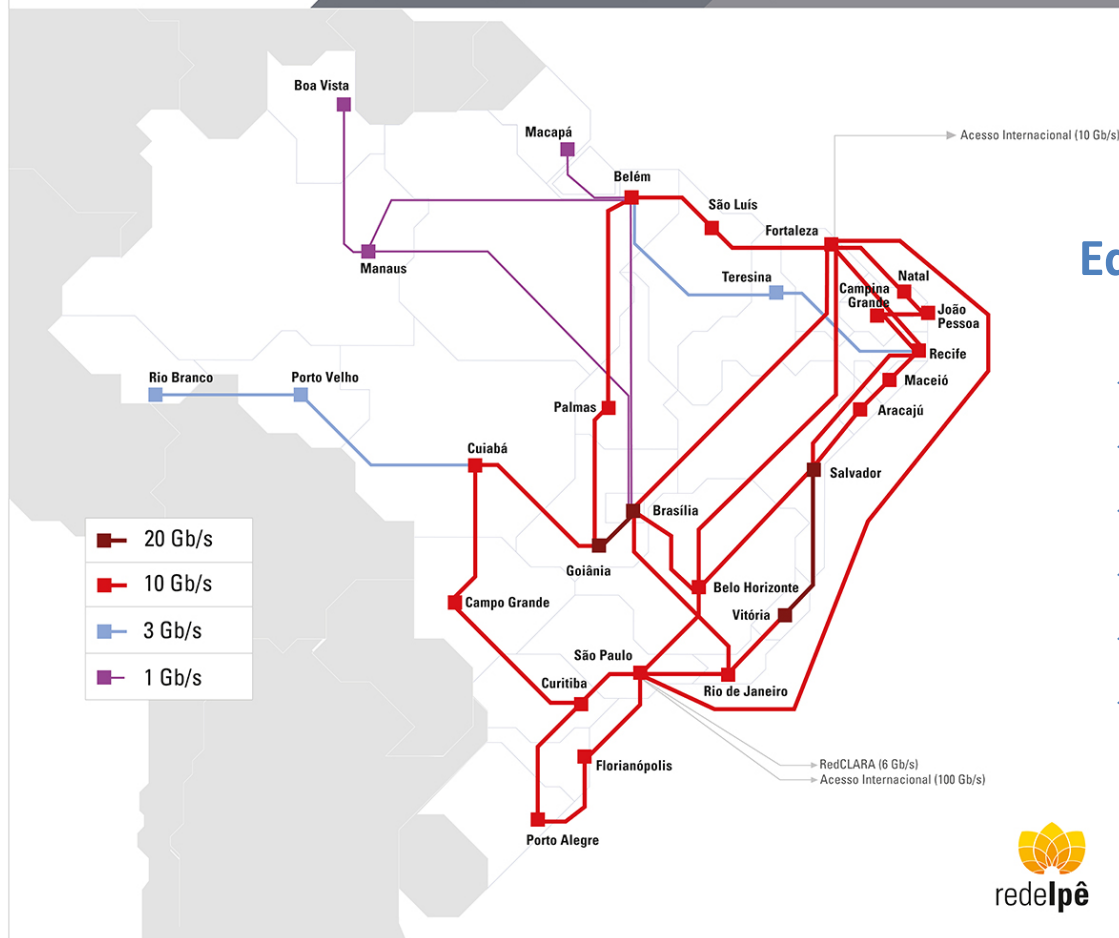 Boa Vista
Macapá
Acesso Internacional (10 Gb/s)
Belém
São Luís
Fortaleza
Manaus
Teresina
Natal
Campina
Grande
João
Pessoa
Recife
Rio Branco
Porto Velho
Maceió
Palmas
Aracajú
Cuiabá
Salvador
Brasília
20 Gb/s
10 Gb/s
3 Gb/s
1 Gb/s
Goiânia
Belo Horizonte
Campo Grande
Vitória
São Paulo
Curitiba
Rio de Janeiro
Florianópolis
RedCLARA (6 Gb/s)
Acesso Internacional (100 Gb/s)
Porto Alegre
redeIpê